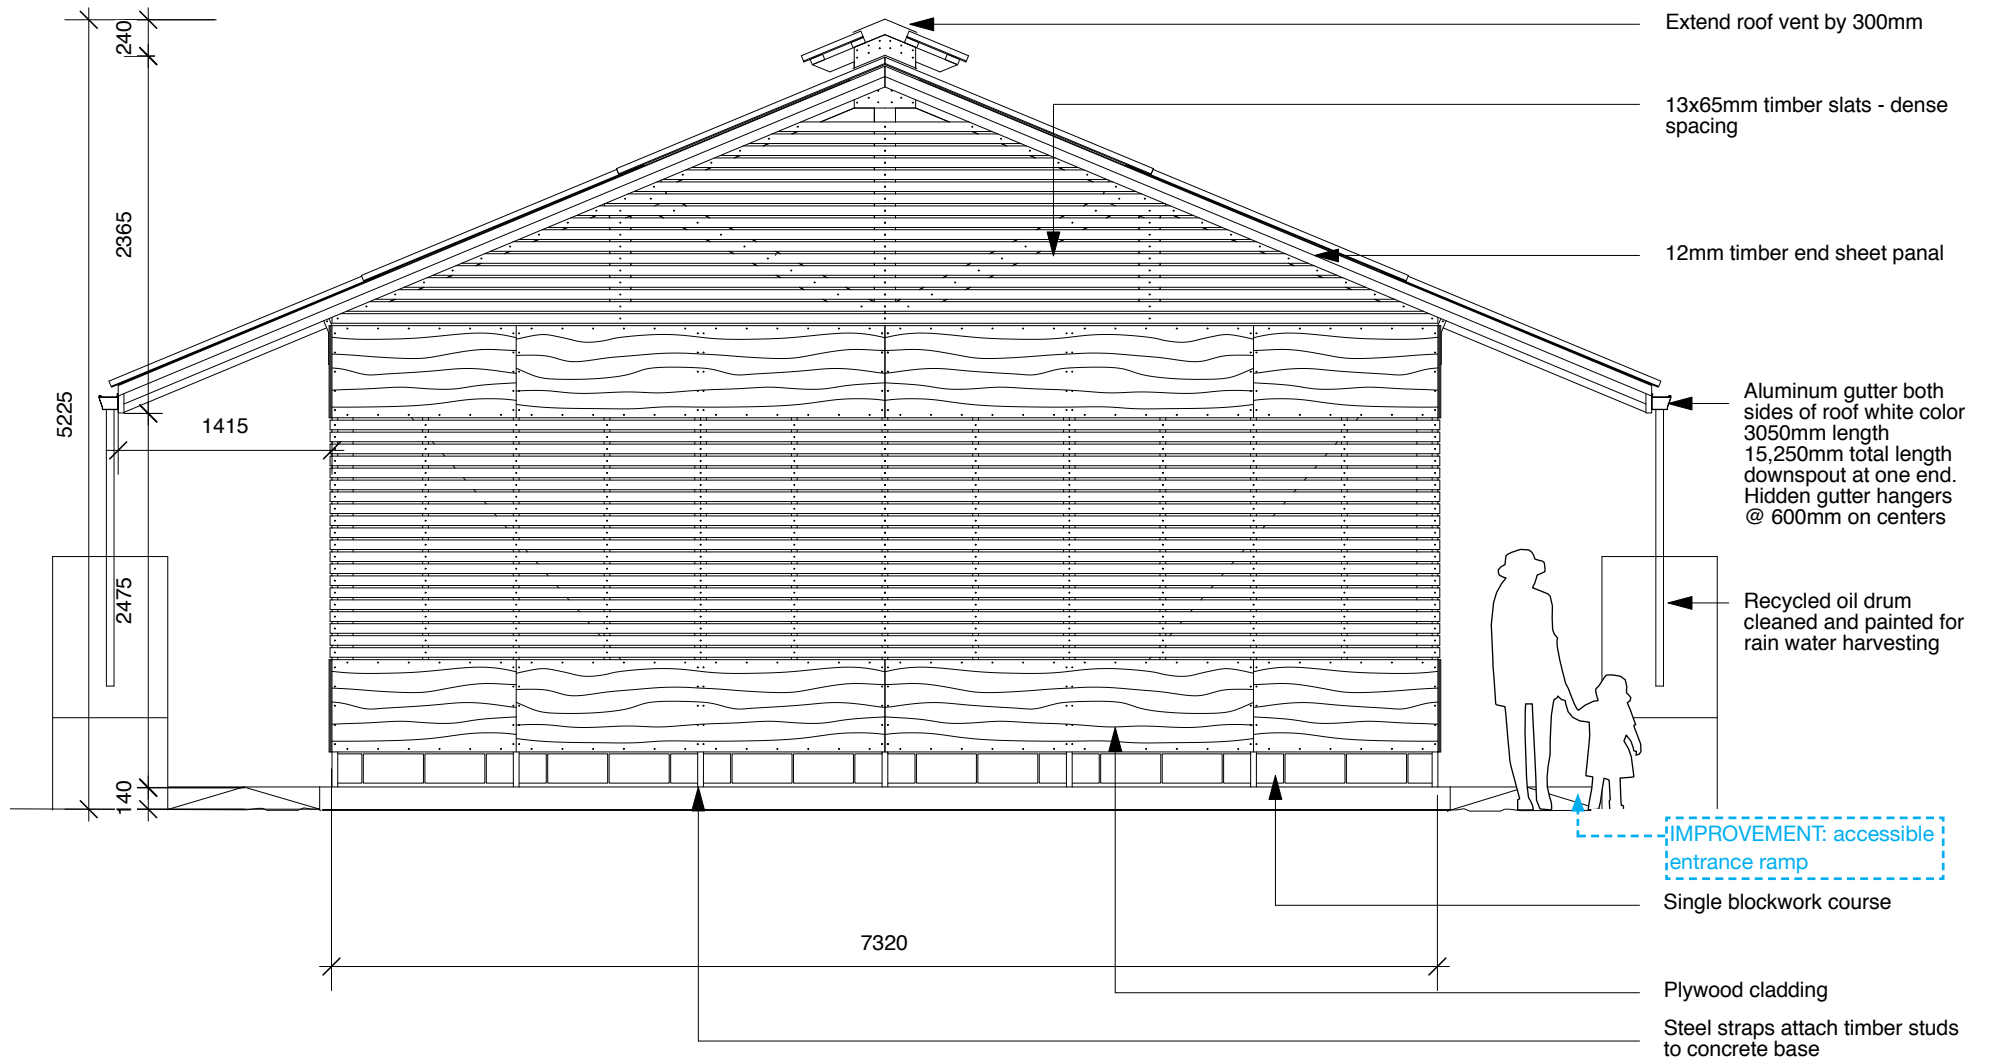 240
Extend roof vent by 300mm
13x65mm timber slats - dense
spacing
2365
12mm timber end sheet panal
5225
1415
Aluminum gutter both
sides of roof white color
3050mm length
15,250mm total length
downspout at one end.
Hidden gutter hangers
@ 600mm on centers
2475
Recycled oil drum
cleaned and painted for
rain water harvesting
140
IMPROVEMENT: accessible
entrance ramp
Single blockwork course
7320
Plywood cladding
Steel straps attach timber studs
to concrete base